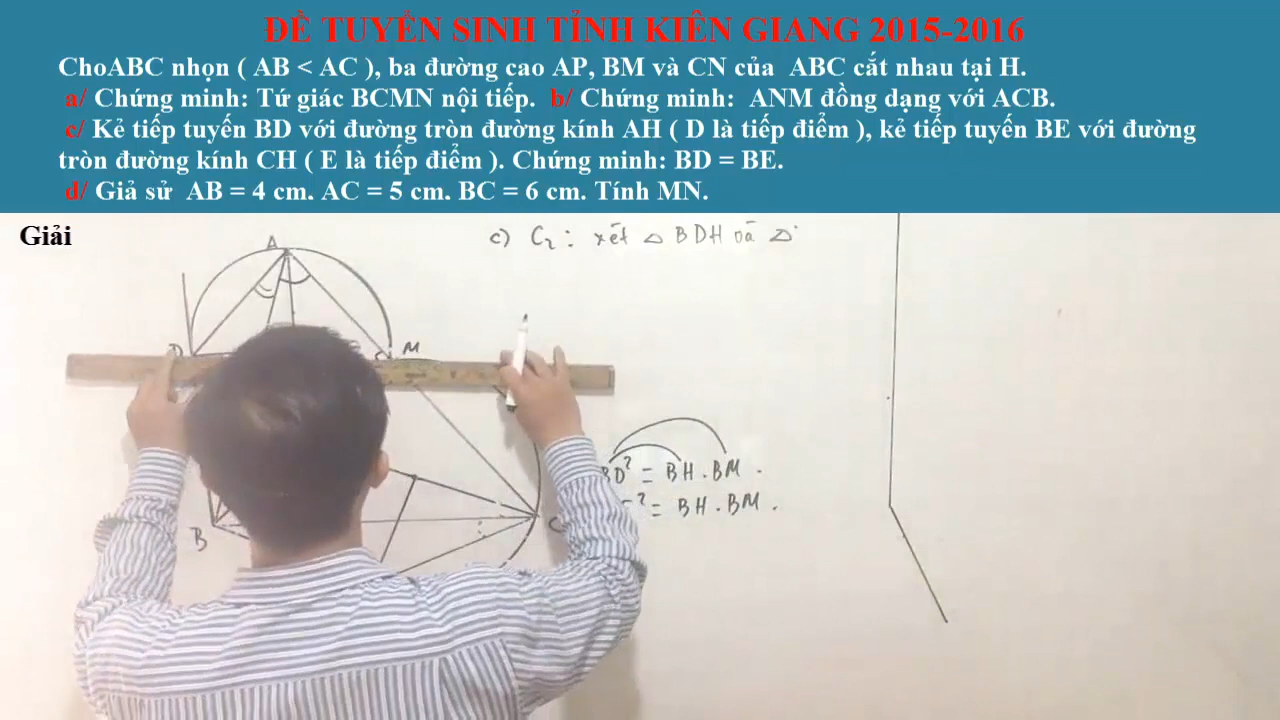 ĐỀ TUYỂN SINH TỈNH KIÊN GIANG 2015-2016
ChoABC nhọn ( AB < AC ), ba đường cao AP, BM và CN của ABC cắt nhau tại H.
a/ Chứng minh: Tứ giác BCMN nội tiếp. b/ Chứng minh: ANM đồng dạng với ACB.
c/ Kẻ tiếp tuyến BD với đường tròn đường kính AH ( D là tiếp điểm ), kẻ tiếp tuyến BE với đường
tròn đường kính CH ( E là tiếp điểm ). Chứng minh: BD = BE.
d/ Giả sử AB = 4 cm. AC = 5 cm. BC = 6 cm. Tính MN.
Giải
c) C₂ : xét △ BDH và △
A
D
M
BD² = BH . BM .
² = BH . BM .
B
C